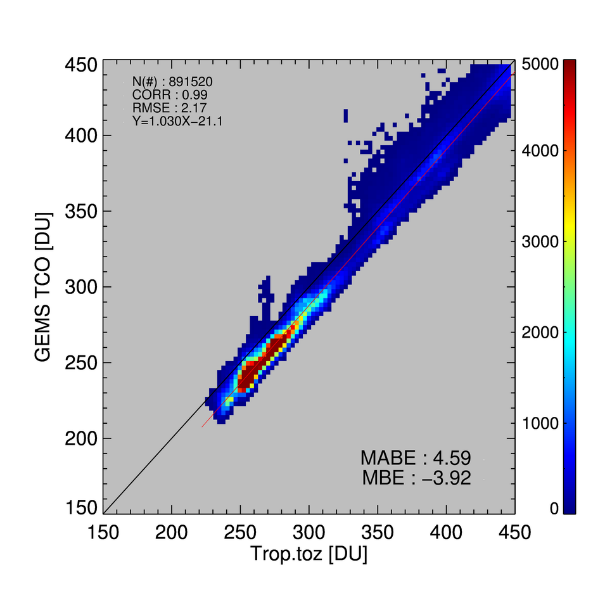 N(#) : 891520
CORR : 0.99
RMSE : 2.17
Y=1.030X−21.1
450
400
350
300
250
200
150
GEMS TCO [DU]
MABE : 4.59
MBE : −3.92
150 200 250 300 350 400 450
Trop.toz [DU]
5000
4000
3000
2000
1000
0